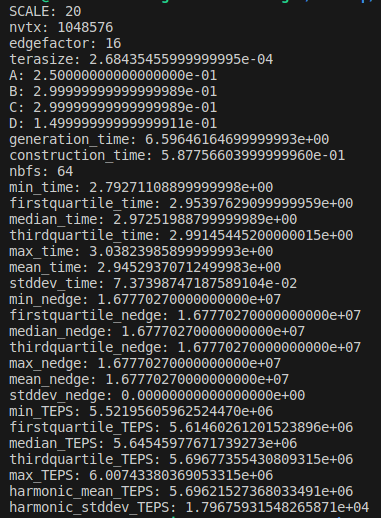 SCALE: 20
nvtx: 1048576
edgefactor: 16
terasize: 2.68435455999999995e-04
A: 2.50000000000000000e-01
B: 2.99999999999999989e-01
C: 2.99999999999999989e-01
D: 1.49999999999999911e-01
generation_time: 6.59646164699999993e+00
construction_time: 5.87756603999999960e-01
nbfs: 64
min_time: 2.79271108899999998e+00
firstquartile_time: 2.95397629099999959e+00
median_time: 2.97251988799999989e+00
thirdquartile_time: 2.99145445200000015e+00
max_time: 3.03823985899999993e+00
mean_time: 2.94529370712499983e+00
stddev_time: 7.37398747187589104e-02
min_nedge: 1.67770270000000000e+07
firstquartile_nedge: 1.67770270000000000e+07
median_nedge: 1.67770270000000000e+07
thirdquartile_nedge: 1.67770270000000000e+07
max_nedge: 1.67770270000000000e+07
mean_nedge: 1.67770270000000000e+07
stddev_nedge: 0.00000000000000000e+00
min_TEPS: 5.52195605962524470e+06
firstquartile_TEPS: 5.61460261201523896e+06
median_TEPS: 5.64545977671739273e+06
thirdquartile_TEPS: 5.69677355430809315e+06
max_TEPS: 6.00743380369053315e+06
harmonic_mean_TEPS: 5.69621527368033491e+06
harmonic_stddev_TEPS: 1.79675931548265871e+04